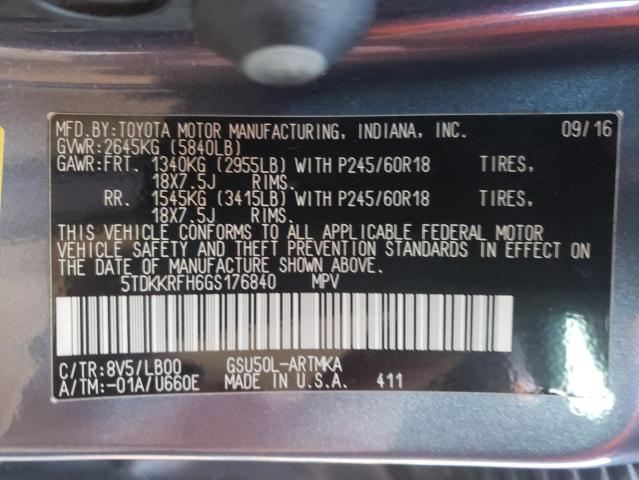 MFD.BY:TOYOTA MOTOR MANUFACTURING, INDIANA, INC. 09/16
GVWR:2645KG (5840LB)
GAWR:FRT. 1340KG (2955LB) WITH P245/60R18 TIRES,
18X7.5J RIMS.
RR. 1545KG (3415LB) WITH P245/60R18 TIRES,
18X7.5J RIMS.
THIS VEHICLE CONFORMS TO ALL APPLICABLE FEDERAL MOTOR
VEHICLE SAFETY AND THEFT PREVENTION STANDARDS IN EFFECT ON
THE DATE OF MANUFACTURE SHOWN ABOVE.
5TDKKRFH6GS176840 MPV
C/TR:8V5/LB00 GSU50L-ARTMKA
A/TM:-01A/U660E MADE IN U.S.A. 411